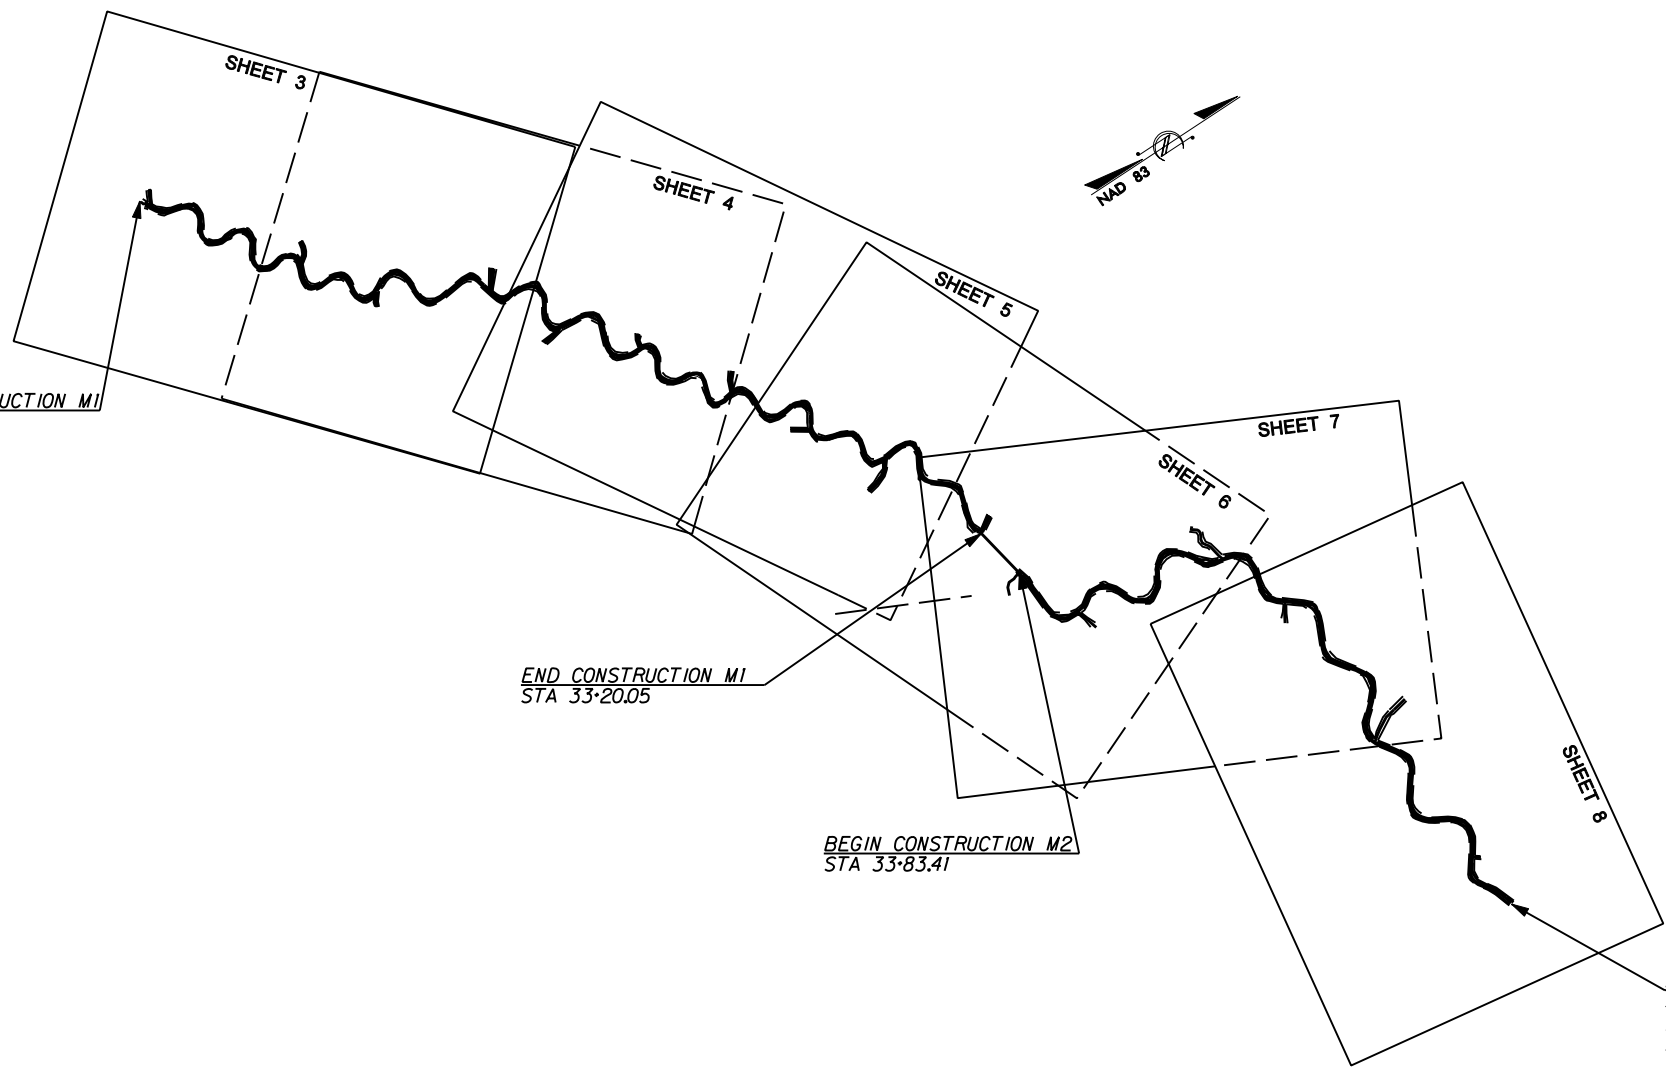 SHEET 3
SHEET 4
SHEET 5
SHEET 6
SHEET 7
SHEET 8
NAD 83
UCTION M1
END CONSTRUCTION M1
STA 33+20.05
BEGIN CONSTRUCTION M2
STA 33+83.41